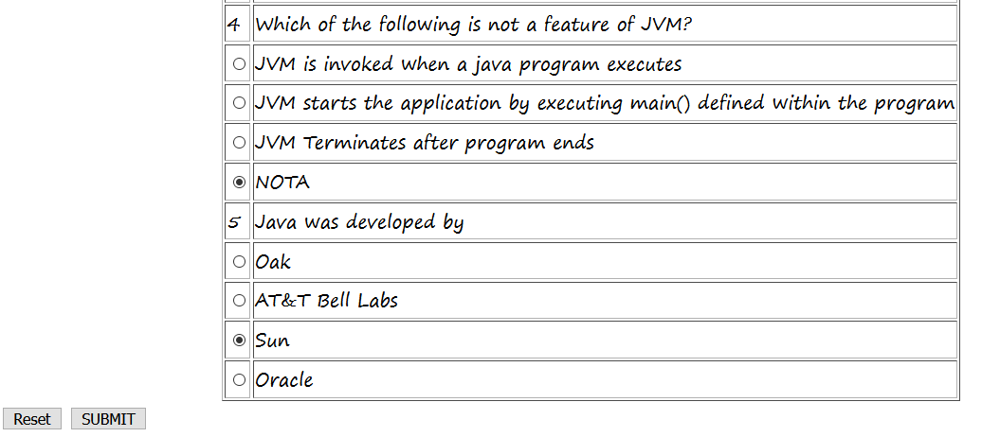 4 Which of the following is not a feature of JVM?
JVM is invoked when a java program executes
JVM starts the application by executing main() defined within the program
JVM Terminates after program ends
NOTA
5 Java was developed by
Oak
AT&T Bell Labs
Sun
Oracle
Reset SUBMIT